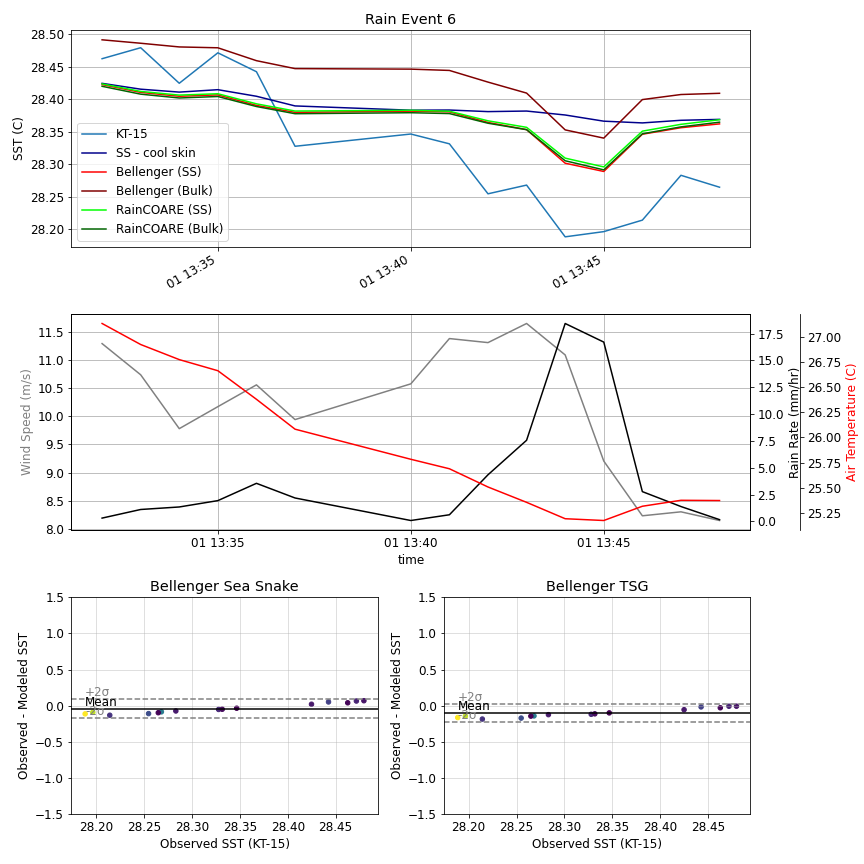 Rain Event 6
28.50
28.45
28.40
28.35
28.30
28.25
28.20
SST (C)
KT-15
SS - cool skin
Bellenger (SS)
Bellenger (Bulk)
RainCOARE (SS)
RainCOARE (Bulk)
01 13:35
01 13:40
01 13:45
11.5
11.0
10.5
10.0
9.5
9.0
8.5
8.0
Wind Speed (m/s)
17.5
15.0
12.5
10.0
7.5
5.0
2.5
0.0
Rain Rate (mm/hr)
27.00
26.75
26.50
26.25
26.00
25.75
25.50
25.25
Air Temperature (C)
01 13:35
01 13:40
01 13:45
time
Bellenger Sea Snake
1.5
1.0
0.5
0.0
−0.5
−1.0
−1.5
Observed - Modeled SST
+2σ
Mean
-2σ
28.20
28.25
28.30
28.35
28.40
28.45
Observed SST (KT-15)
Bellenger TSG
1.5
1.0
0.5
0.0
−0.5
−1.0
−1.5
Observed - Modeled SST
+2σ
Mean
-2σ
28.20
28.25
28.30
28.35
28.40
28.45
Observed SST (KT-15)